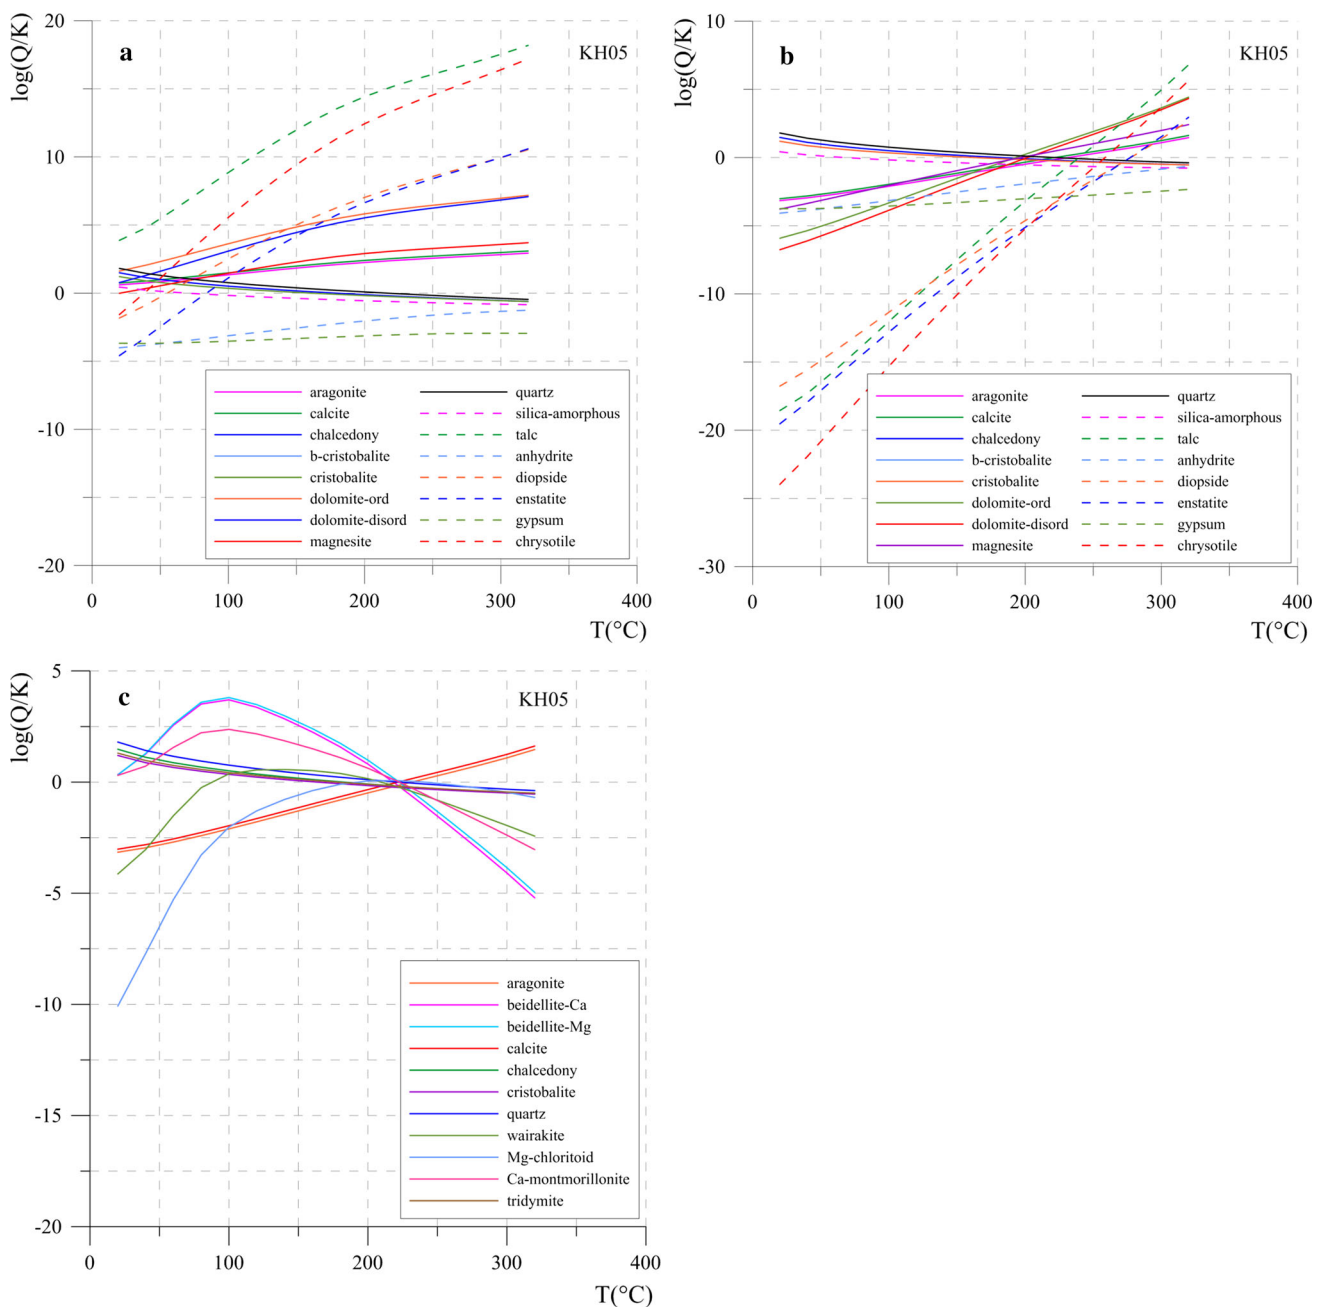 a
KH05
log(Q/K)
20
10
0
-10
-20
aragonite
calcite
chalcedony
b-cristobalite
cristobalite
dolomite-ord
dolomite-disord
magnesite
quartz
silica-amorphous
talc
anhydrite
diopside
enstatite
gypsum
chrysotile
0 100 200 300 400
T(°C)
b
KH05
log(Q/K)
10
0
-10
-20
-30
aragonite
calcite
chalcedony
b-cristobalite
cristobalite
dolomite-ord
dolomite-disord
magnesite
quartz
silica-amorphous
talc
anhydrite
diopside
enstatite
gypsum
chrysotile
0 100 200 300 400
T(°C)
c
KH05
log(Q/K)
5
0
-5
-10
-15
-20
aragonite
beidellite-Ca
beidellite-Mg
calcite
chalcedony
cristobalite
quartz
wairakite
Mg-chloritoid
Ca-montmorillonite
tridymite
0 100 200 300 400
T(°C)